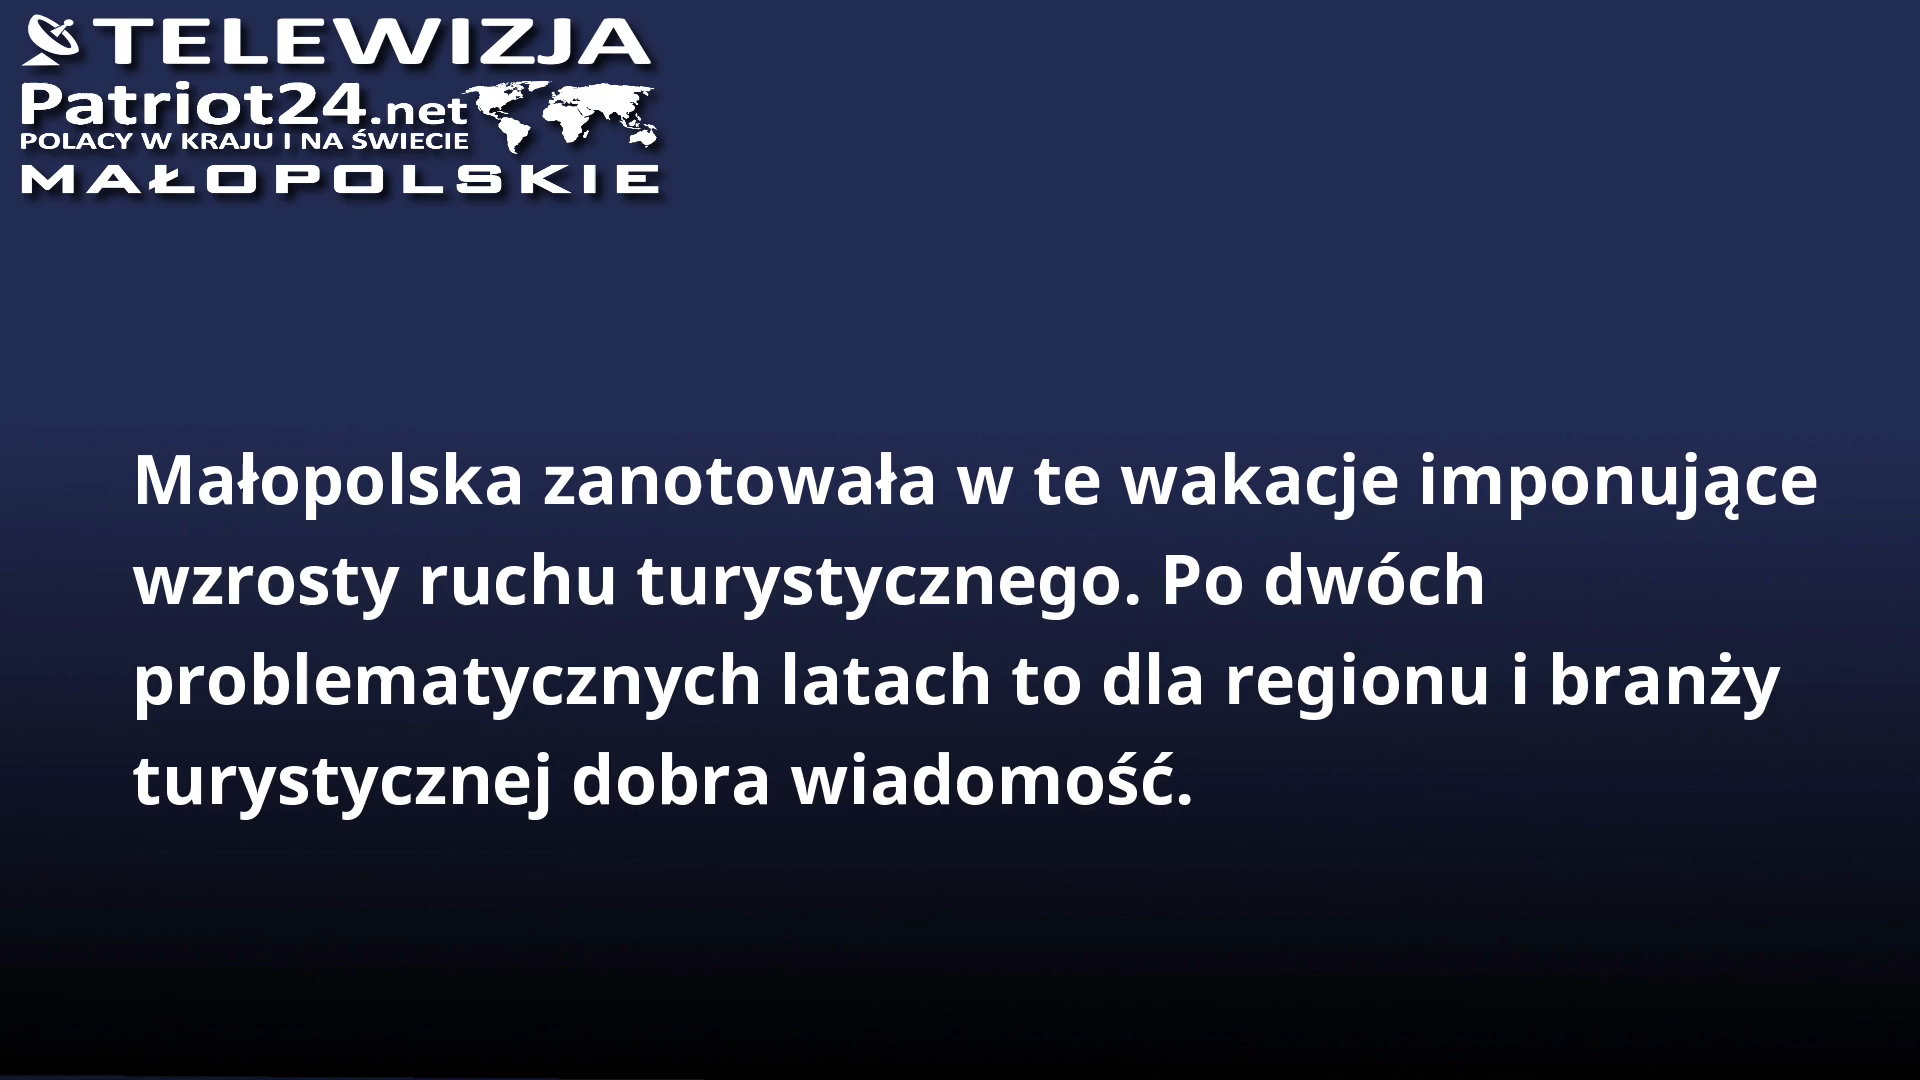 TELEWIZJA
Patriot24.net
POLACY W KRAJU I NA ŚWIECIE
MAŁOPOLSKIE
Małopolska zanotowała w te wakacje imponujące
wzrosty ruchu turystycznego. Po dwóch
problematycznych latach to dla regionu i branży
turystycznej dobra wiadomość.